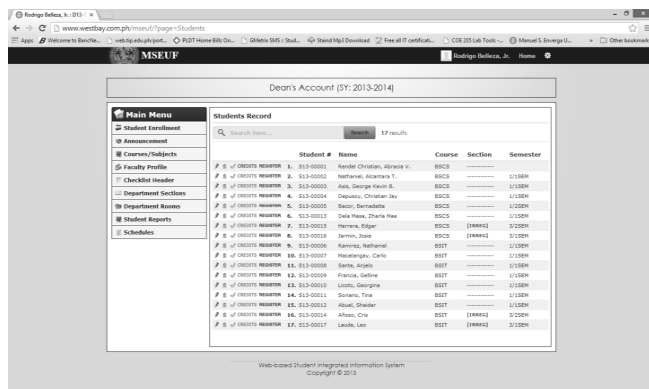 Rodrigo Belleza, Jr. : D13-
www.westbay.com.ph/mseuf/?page=Students
Apps Welcome to BancNe... web.tip.edu.ph/port... PLDT Home Bills On... GMetrix SMS : Stud... Staind Mp3 Download Free all IT certificati... COE 205 Lab Tools -... Manuel S. Enverga U... » Other bookmark
MSEUF Rodrigo Belleza, Jr. Home
Dean's Account (SY: 2013-2014)
Main Menu
Student Enrollment
Announcement
Courses/Subjects
Faculty Profile
Checklist Header
Department Sections
Department Rooms
Student Reports
Schedules
Students Record
Search here... Search 17 results
Student # Name Course Section Semester
CREDITS REGISTER 1. S13-00001 Rendel Christian, Abracia V. BSCS -----------
CREDITS REGISTER 2. S13-00002 Nathaniel, Alcantara T. BSCS ----------- 1/1SEM
CREDITS REGISTER 3. S13-00003 Asis, George Kevin B. BSCS ----------- 1/2SEM
CREDITS REGISTER 4. S13-00004 Depusoy, Christian Jay BSCS ----------- 1/1SEM
CREDITS REGISTER 5. S13-00005 Bacor, Bernadette BSCS ----------- 1/2SEM
CREDITS REGISTER 6. S13-00013 Dela Masa, Zharla Mae BSCS ----------- 1/1SEM
CREDITS REGISTER 7. S13-00015 Herrera, Edgar BSCS [IRREG] 3/1SEM
CREDITS REGISTER 8. S13-00016 Jarmin, Josie BSCS [IRREG] 3/1SEM
CREDITS REGISTER 9. S13-00006 Ramirez, Nathaniel BSIT ----------- 1/1SEM
CREDITS REGISTER 10. S13-00007 Macatangay, Carlo BSIT ----------- 1/1SEM
CREDITS REGISTER 11. S13-00008 Sante, Anjelo BSIT ----------- 1/1SEM
CREDITS REGISTER 12. S13-00009 Francia, Gelline BSIT ----------- 1/1SEM
CREDITS REGISTER 13. S13-00010 Licoto, Georgina BSIT ----------- 1/1SEM
CREDITS REGISTER 14. S13-00011 Soriano, Tina BSIT ----------- 1/1SEM
CREDITS REGISTER 15. S13-00012 Abual, Shaider BSIT ----------- 1/1SEM
CREDITS REGISTER 16. S13-00014 Afloso, Cris BSIT [IRREG] 3/2SEM
CREDITS REGISTER 17. S13-00017 Laude, Leo BSIT [IRREG] 3/1SEM
Web-based Student Integrated Information System
Copyright © 2013